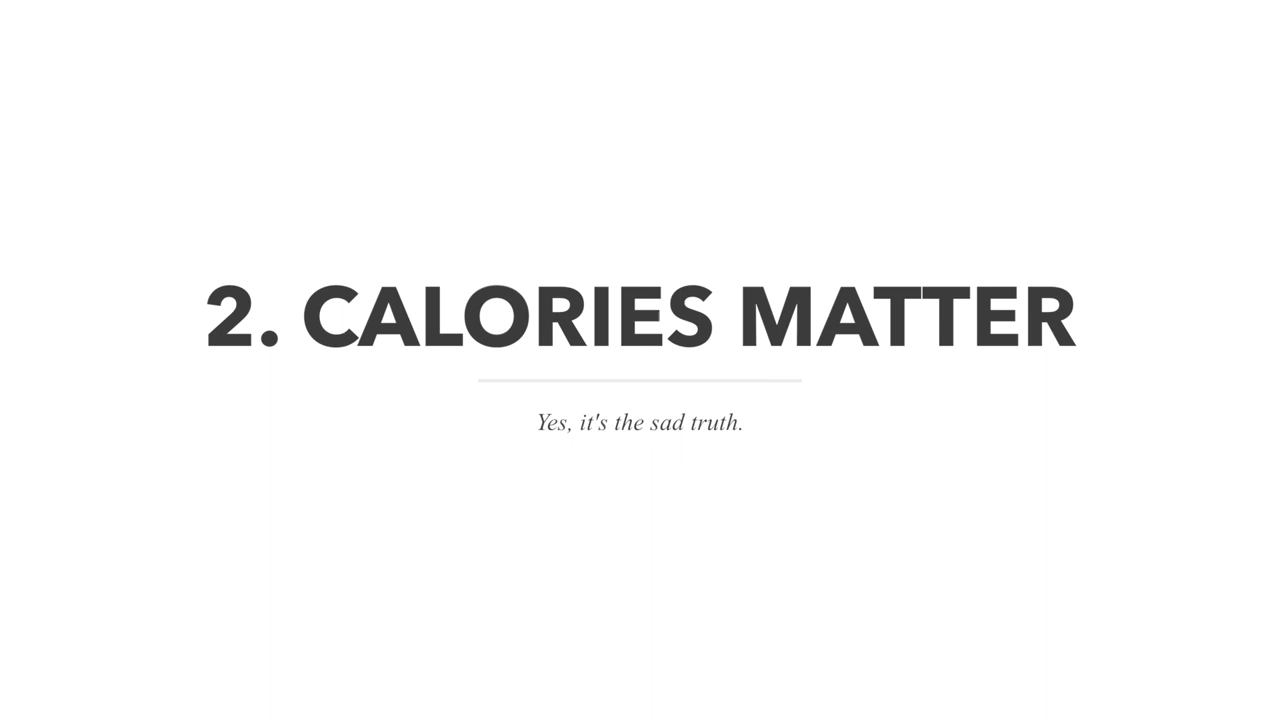 2. CALORIES MATTER
Yes, it's the sad truth.